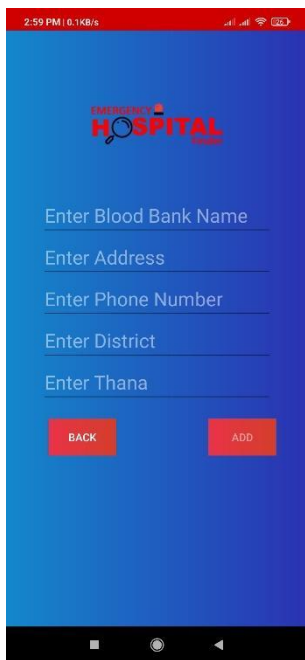 2:59 PM | 0.1KB/s
EMERGENCY
HOSPITAL
Enter Blood Bank Name
Enter Address
Enter Phone Number
Enter District
Enter Thana
BACK
ADD